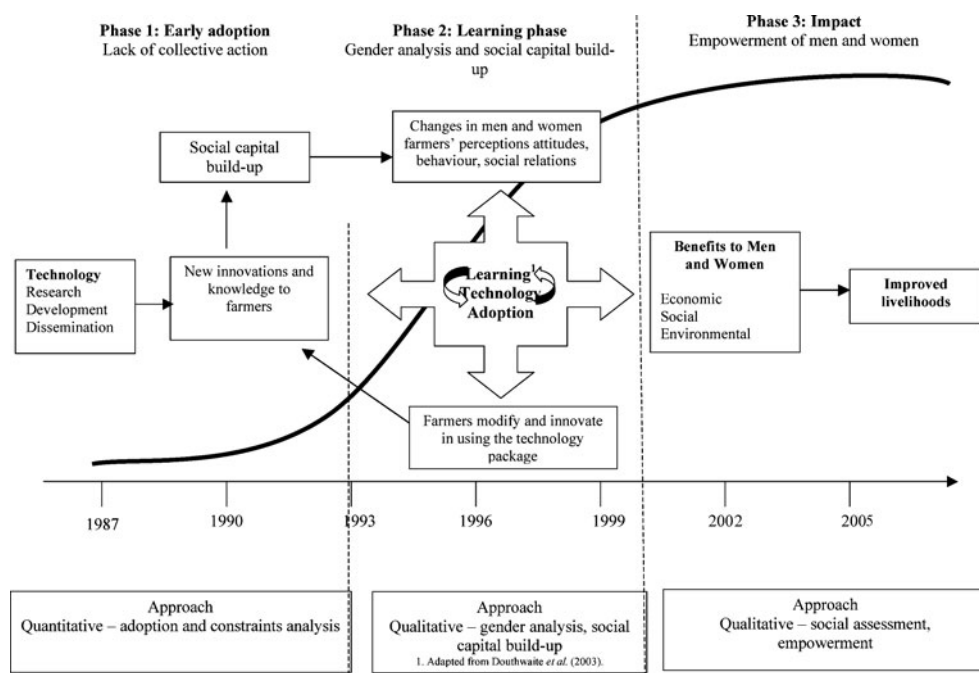 Phase 1: Early adoption
Lack of collective action
Phase 2: Learning phase
Gender analysis and social capital build-
up
Phase 3: Impact
Empowerment of men and women
Social capital
build-up
Changes in men and women
farmers' perceptions attitudes,
behaviour, social relations
Technology
Research
Development
Dissemination
New innovations and
knowledge to
farmers
Learning1
Technology
Adoption
Benefits to Men
and Women
Economic
Social
Environmental
Improved
livelihoods
Farmers modify and innovate
in using the technology
package
1987
1990
1993
1996
1999
2002
2005
Approach
Quantitative – adoption and constraints analysis
Approach
Qualitative – gender analysis, social
capital build-up
1. Adapted from Douthwaite et al. (2003).
Approach
Qualitative – social assessment,
empowerment